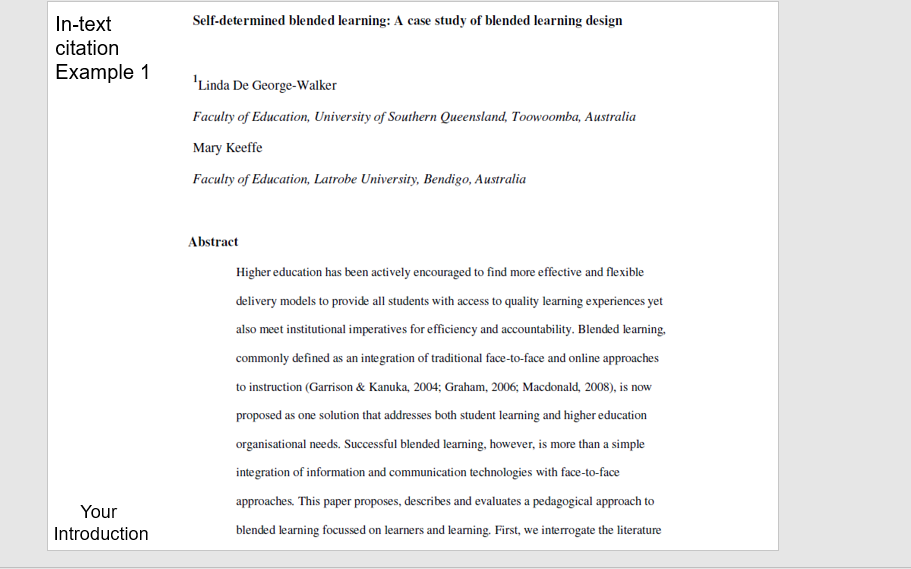 In-text
citation
Example 1
Self-determined blended learning: A case study of blended learning design
1Linda De George-Walker
Faculty of Education, University of Southern Queensland, Toowoomba, Australia
Mary Keeffe
Faculty of Education, Latrobe University, Bendigo, Australia
Abstract
Higher education has been actively encouraged to find more effective and flexible
delivery models to provide all students with access to quality learning experiences yet
also meet institutional imperatives for efficiency and accountability. Blended learning,
commonly defined as an integration of traditional face-to-face and online approaches
to instruction (Garrison & Kanuka, 2004; Graham, 2006; Macdonald, 2008), is now
proposed as one solution that addresses both student learning and higher education
organisational needs. Successful blended learning, however, is more than a simple
integration of information and communication technologies with face-to-face
approaches. This paper proposes, describes and evaluates a pedagogical approach to
blended learning focussed on learners and learning. First, we interrogate the literature
Your
Introduction